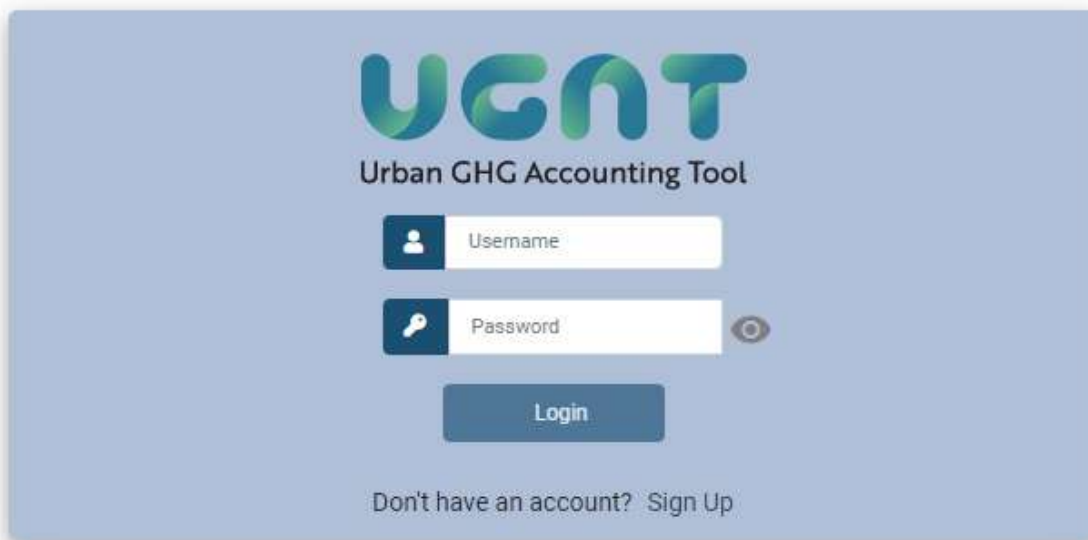 UGAT
Urban GHG Accounting Tool
Username
Password
Login
Don't have an account? Sign Up